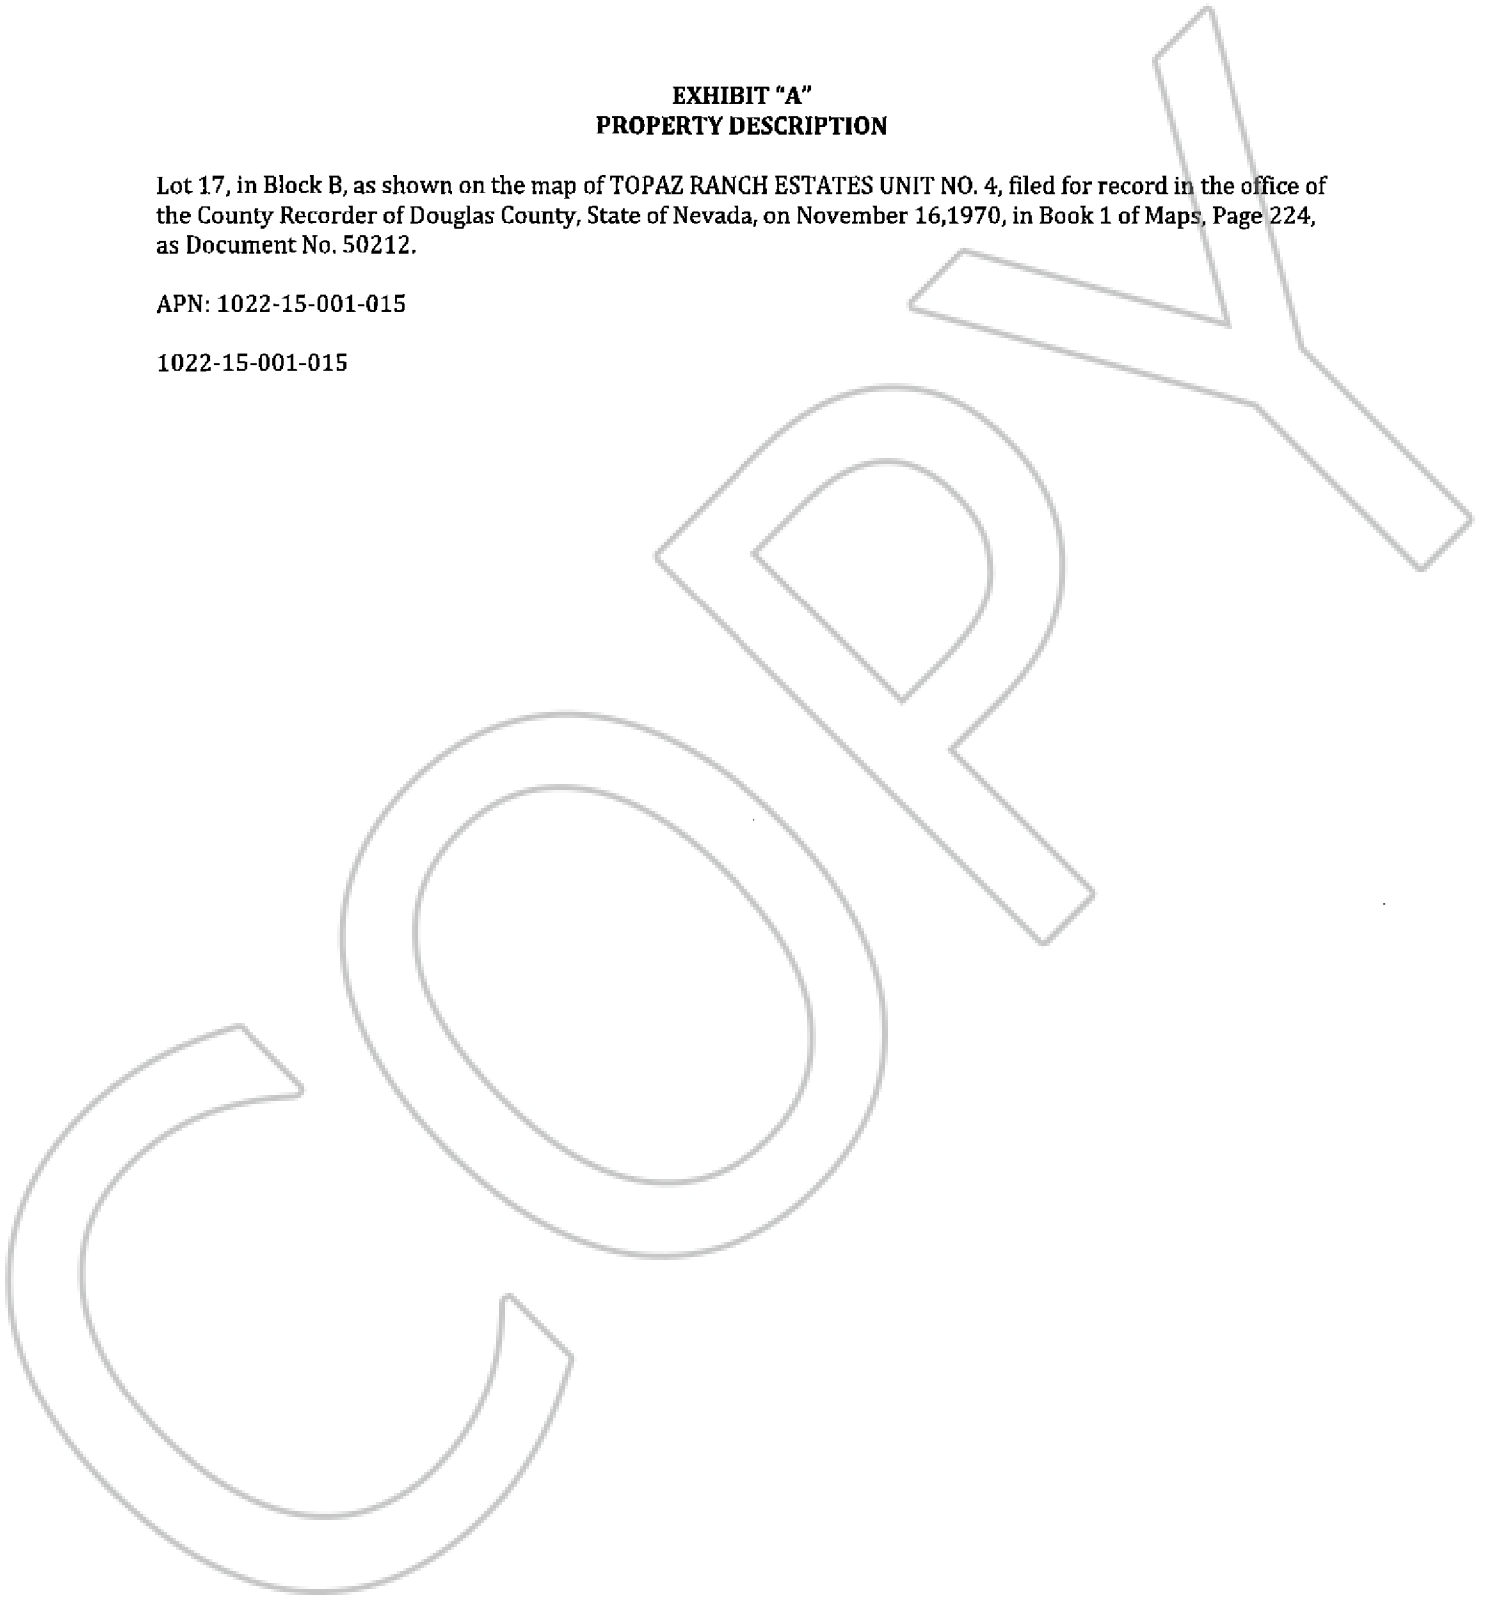 EXHIBIT “A”
PROPERTY DESCRIPTION
Lot 17, in Block B, as shown on the map of TOPAZ RANCH ESTATES UNIT NO. 4, filed for record in the office of
the County Recorder of Douglas County, State of Nevada, on November 16,1970, in Book 1 of Maps, Page 224,
as Document No. 50212.
APN: 1022-15-001-015
1022-15-001-015
COPY